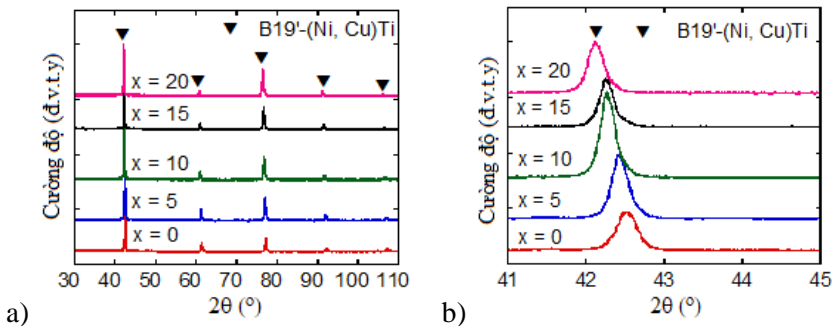 ▼ B19'-(Ni, Cu)Ti
x = 20
x = 15
x = 10
x = 5
x = 0
Cường độ (đ.v.t.y)
30 40 50 60 70 80 90 100 110
2θ (°)
a)
▼ B19'-(Ni, Cu)Ti
x = 20
x = 15
x = 10
x = 5
x = 0
Cường độ (đ.v.t.y)
41 42 43 44 45
2θ (°)
b)